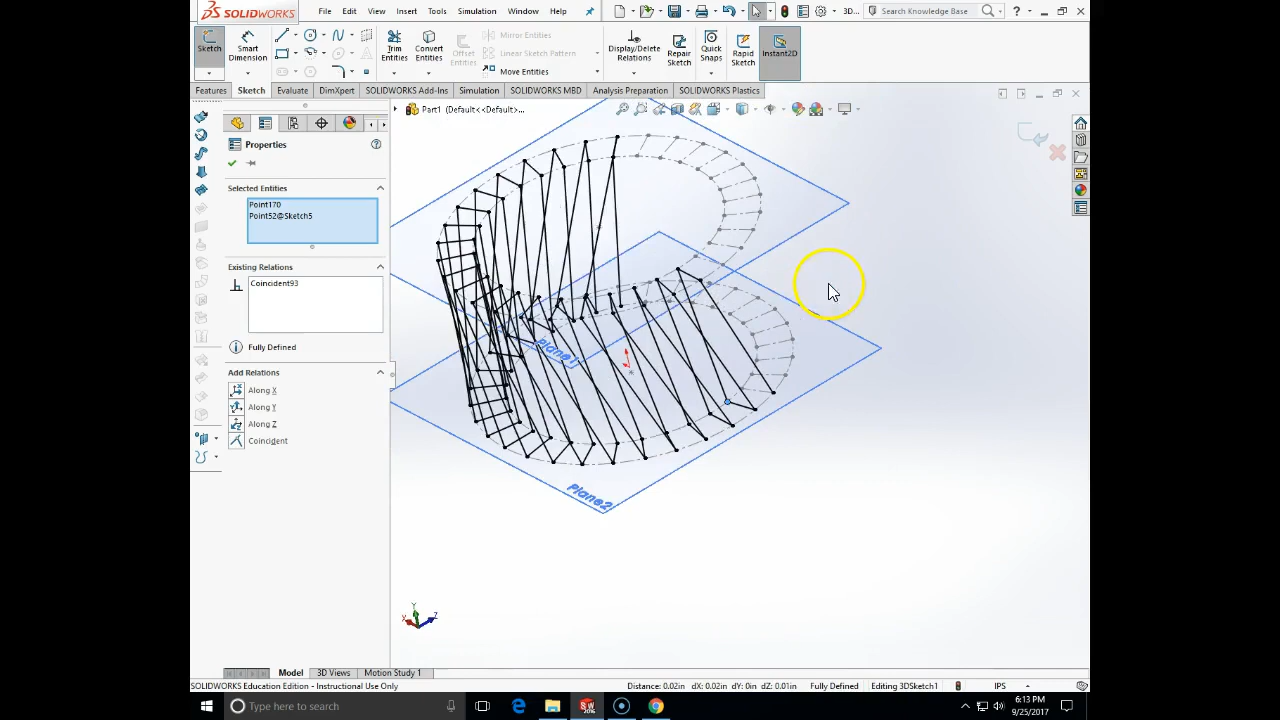 SOLIDWORKS
File Edit View Insert Tools Simulation Window Help
3D...
Search Knowledge Base
?
Sketch
Smart Dimension
Trim Entities
Convert Entities
Offset Entities
Mirror Entities
Linear Sketch Pattern
Move Entities
Display/Delete Relations
Repair Sketch
Quick Snaps
Rapid Sketch
Instant2D
Features Sketch Evaluate DimXpert SOLIDWORKS Add-Ins Simulation SOLIDWORKS MBD Analysis Preparation SOLIDWORKS Plastics
Part1 (Default<<Default>...
Properties
Selected Entities
Point170
Point52@Sketch5
Existing Relations
Coincident93
Fully Defined
Add Relations
Along X
Along Y
Along Z
Coincident
Plane1
Plane2
Y
X
Z
Model 3D Views Motion Study 1
SOLIDWORKS Education Edition - Instructional Use Only
Distance: 0.02in dX: 0.02in dY: 0in dZ: 0.01in Fully Defined Editing 3DSketch1 IPS
Type here to search
6:13 PM
9/25/2017